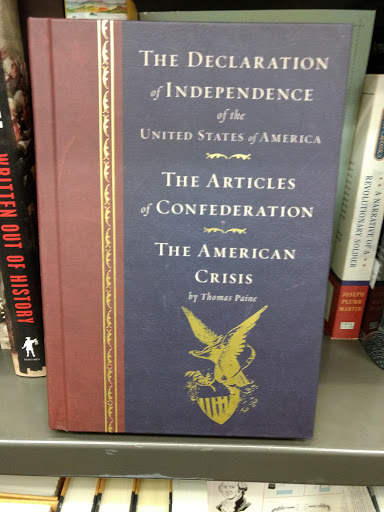 THE DECLARATION
of INDEPENDENCE
of the
UNITED STATES of AMERICA
THE ARTICLES
of CONFEDERATION
THE AMERICAN
CRISIS
by Thomas Paine
WRITTEN OUT OF HISTORY
A NARRATIVE OF A
REVOLUTIONARY SOLDIER
JOSEPH
PLUMB
MARTIN